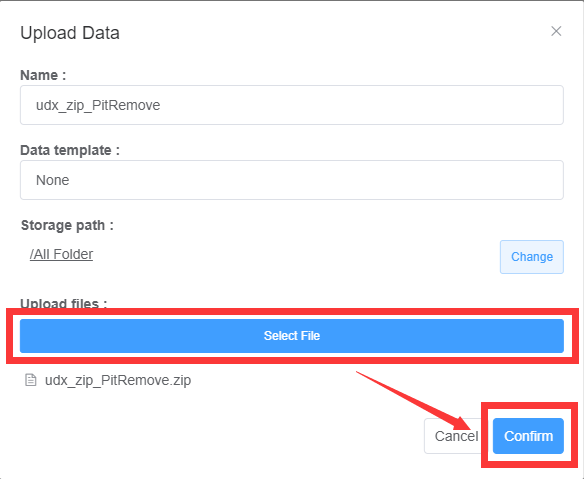 Upload Data
Name :
udx_zip_PitRemove
Data template :
None
Storage path :
/All Folder
Change
Upload files :
Select File
udx_zip_PitRemove.zip
Cancel
Confirm